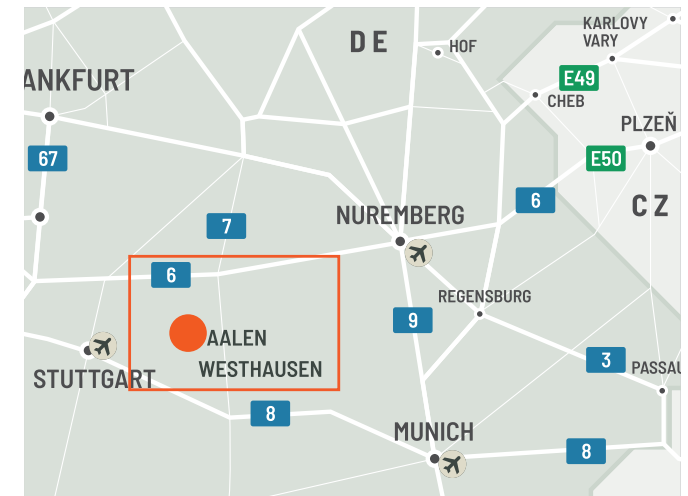 KARLOVY
VARY
DE
HOF
ANKFURT
E49
CHEB
PLZEŇ
67
E50
6
CZ
NUREMBERG
7
6
REGENSBURG
9
AALEN
WESTHAUSEN
3
PASSAU
STUTTGART
8
MUNICH
8